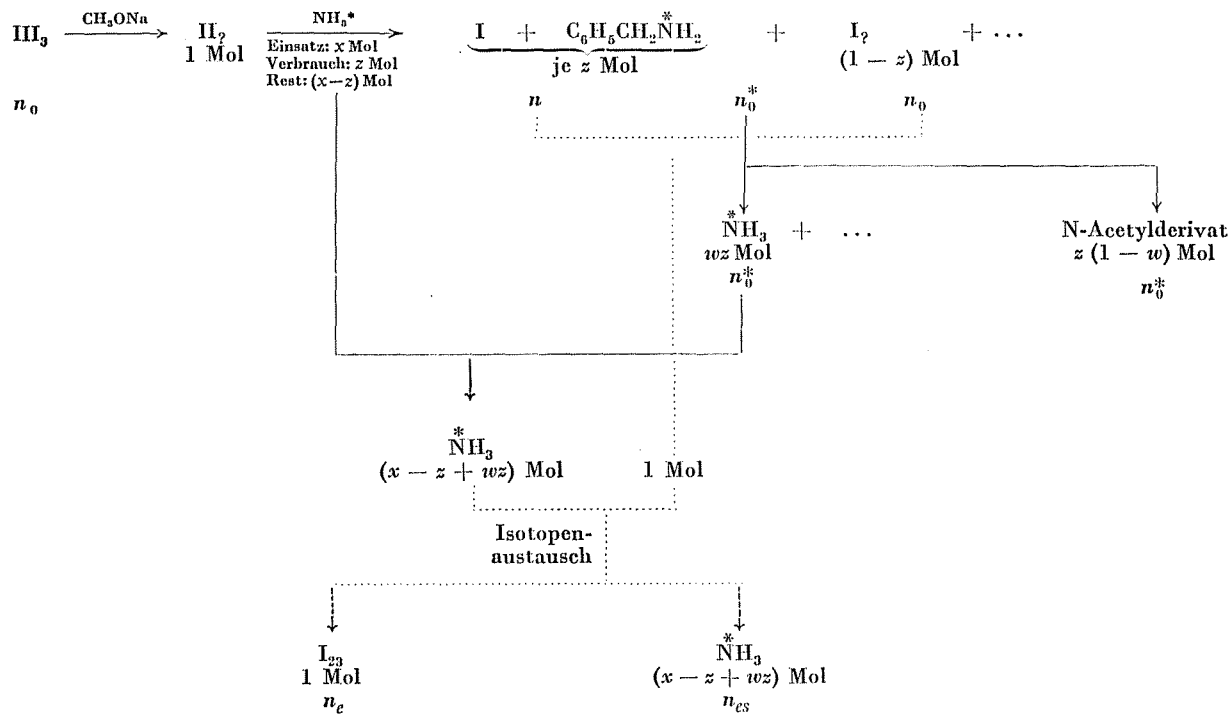 III₃ CH₃ONa II? NH₃* I + C₆H₅CH₂N*H₂ + I? + ...
1 Mol Einsatz: x Mol je z Mol (1 − z) Mol
Verbrauch: z Mol
Rest: (x−z) Mol
n₀ n n₀* n₀
N*H₃ + ... N-Acetylderivat
wz Mol z (1 − w) Mol
n₀* n₀*
N*H₃
(x − z + wz) Mol 1 Mol
Isotopen-
austausch
I₂₃ N*H₃
1 Mol (x − z + wz) Mol
nₑ nₑₛ